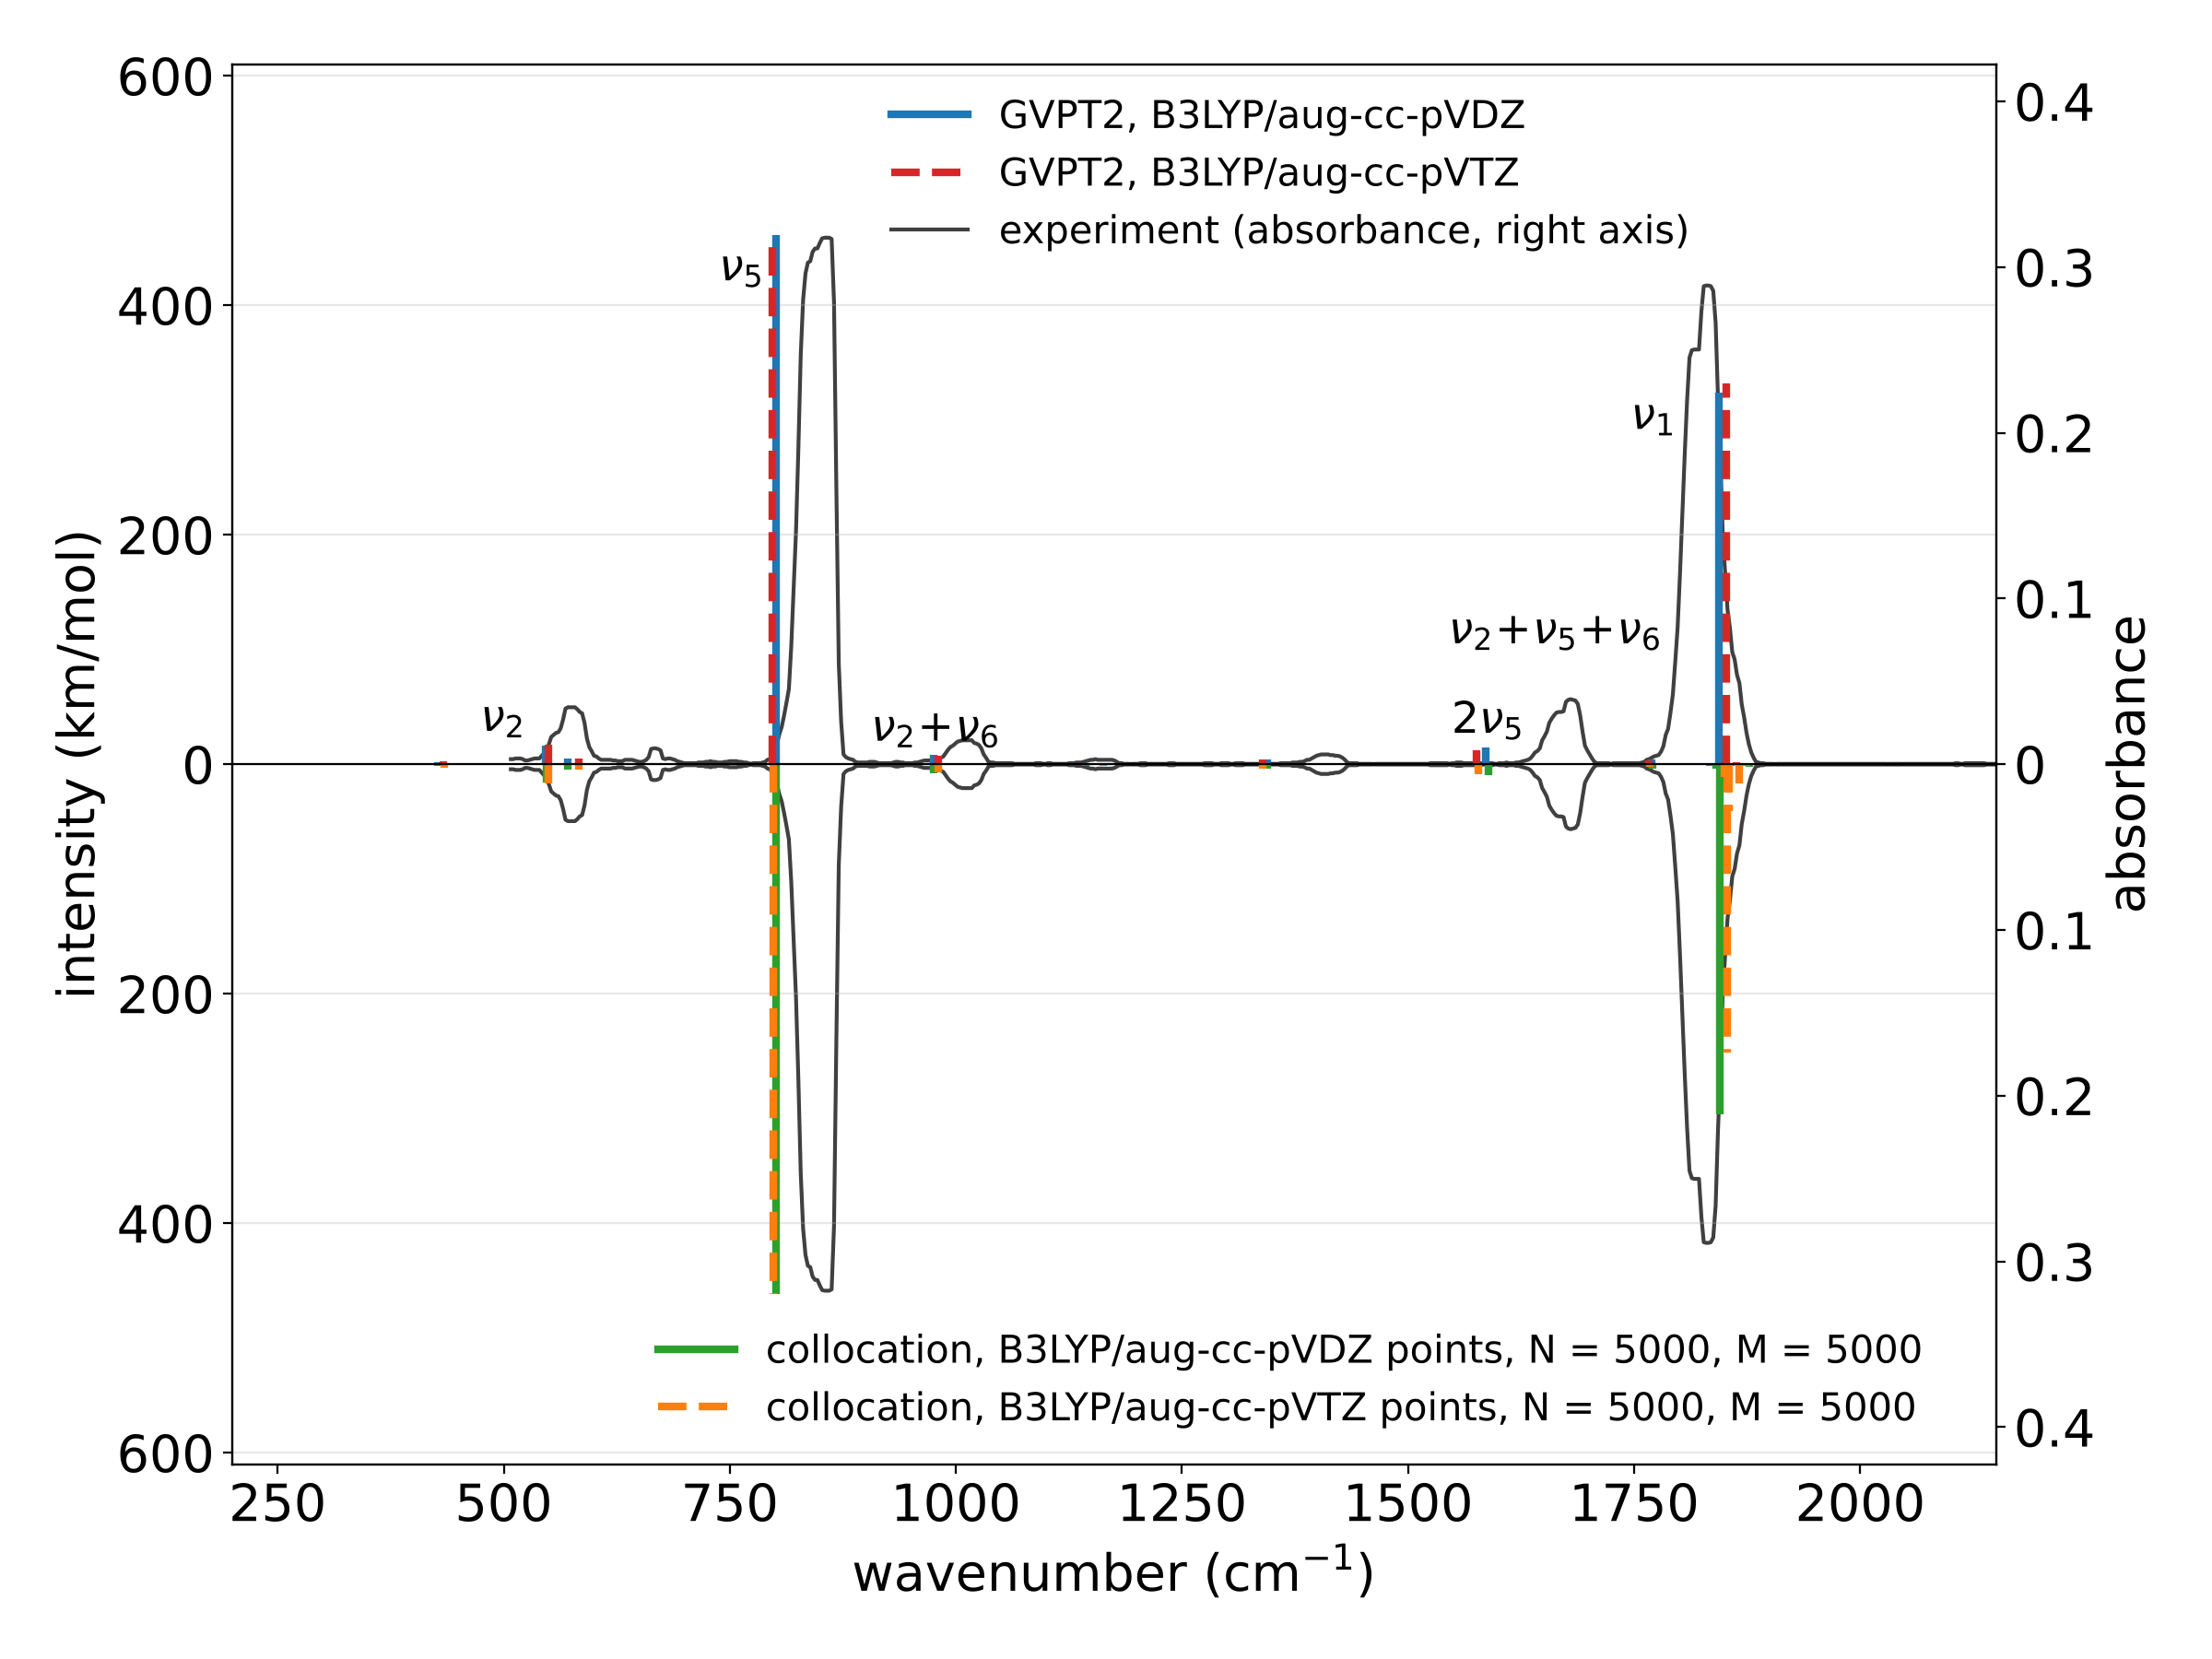 GVPT2, B3LYP/aug-cc-pVDZ
GVPT2, B3LYP/aug-cc-pVTZ
experiment (absorbance, right axis)
600
400
200
0
200
400
600
intensity (km/mol)
0.4
0.3
0.2
0.1
0
0.1
0.2
0.3
0.4
absorbance
ν₅
ν₁
ν₂+ν₅+ν₆
ν₂
ν₂+ν₆
2ν₅
collocation, B3LYP/aug-cc-pVDZ points, N = 5000, M = 5000
collocation, B3LYP/aug-cc-pVTZ points, N = 5000, M = 5000
250 500 750 1000 1250 1500 1750 2000
wavenumber (cm⁻¹)